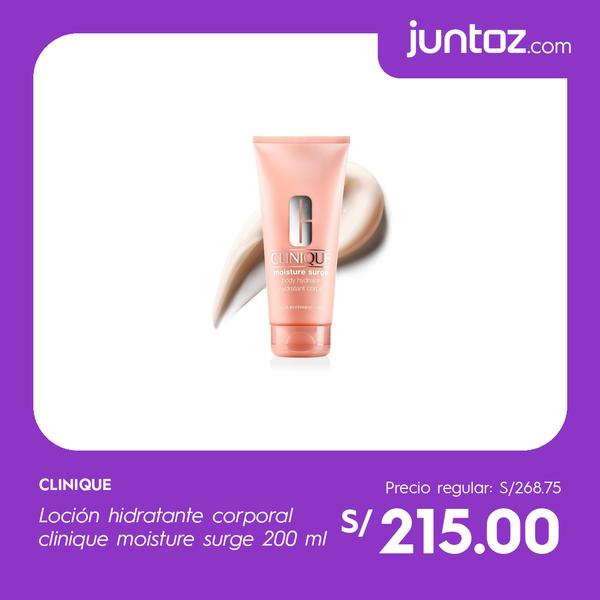 juntoz.com
CLINIQUE
moisture surge
body hydrator
hydratant corps
CLINIQUE
Loción hidratante corporal
clinique moisture surge 200 ml
Precio regular: S/268.75
S/215.00